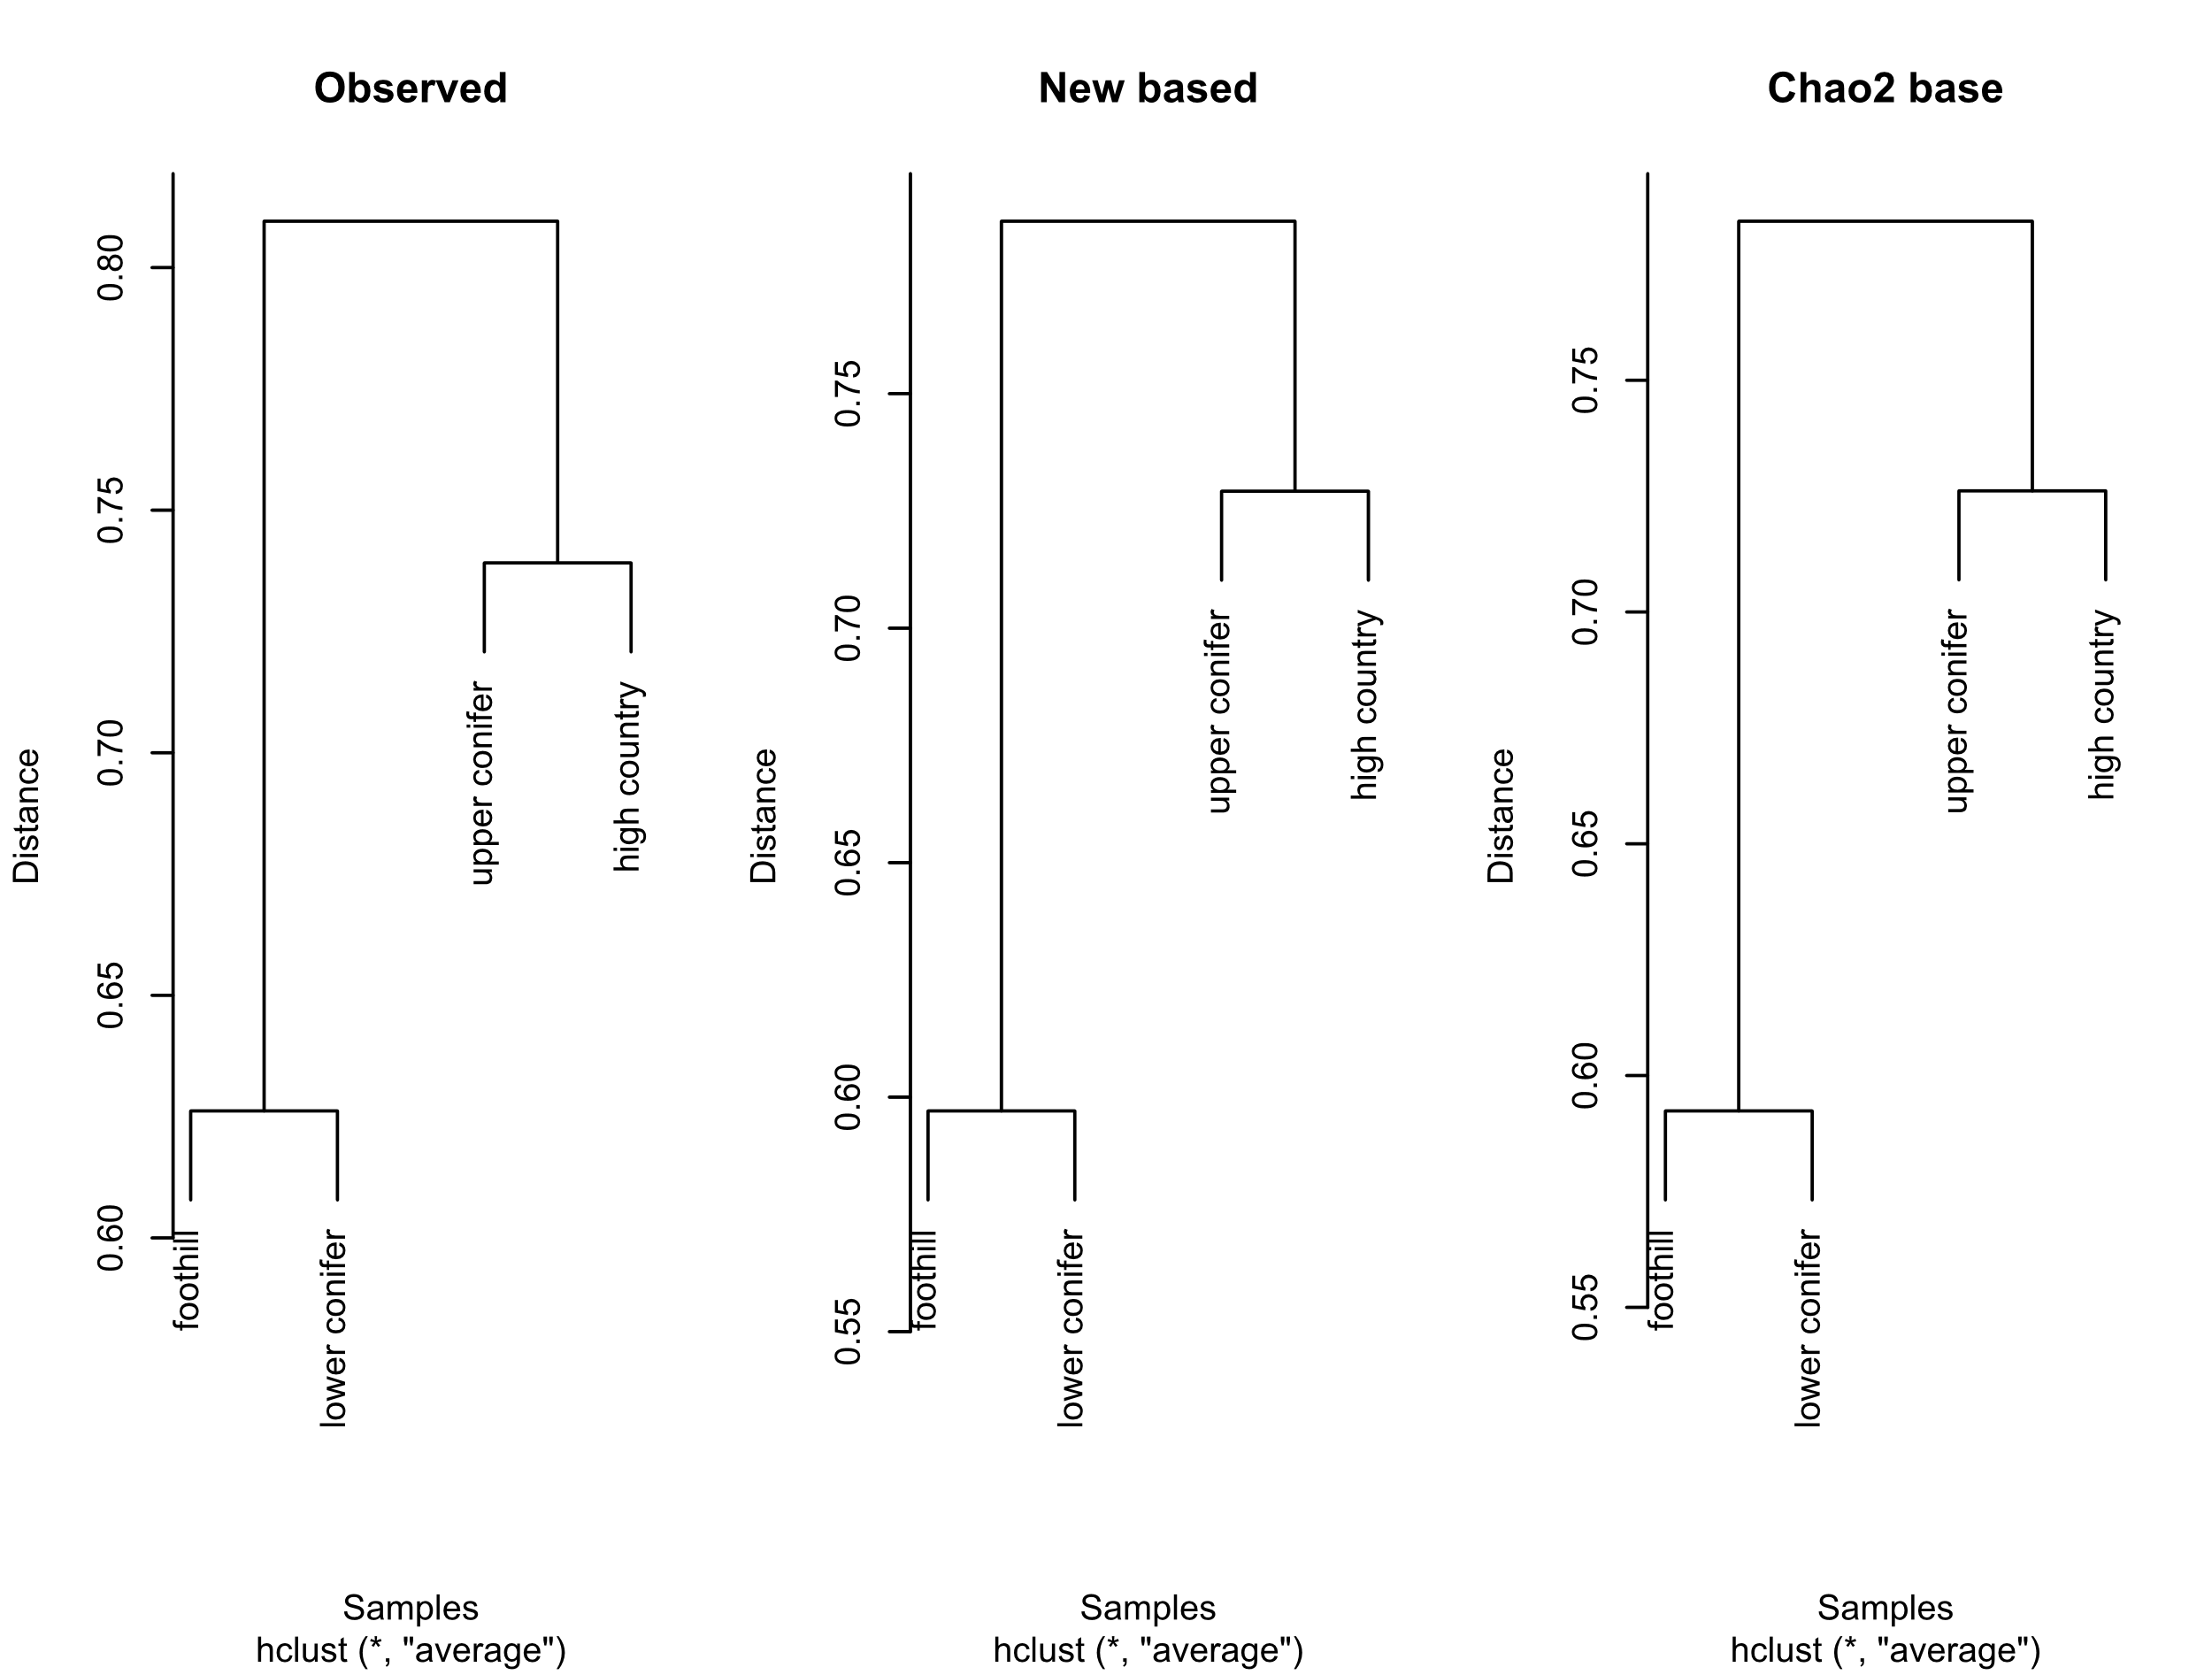 Observed
Distance
0.80
0.75
0.70
0.65
0.60
foothill
lower conifer
upper conifer
high country
Samples
hclust (*, "average")
New based
Distance
0.75
0.70
0.65
0.60
0.55
foothill
lower conifer
upper conifer
high country
Samples
hclust (*, "average")
Chao2 based
Distance
0.75
0.70
0.65
0.60
0.55
foothill
lower conifer
upper conifer
high country
Samples
hclust (*, "average")